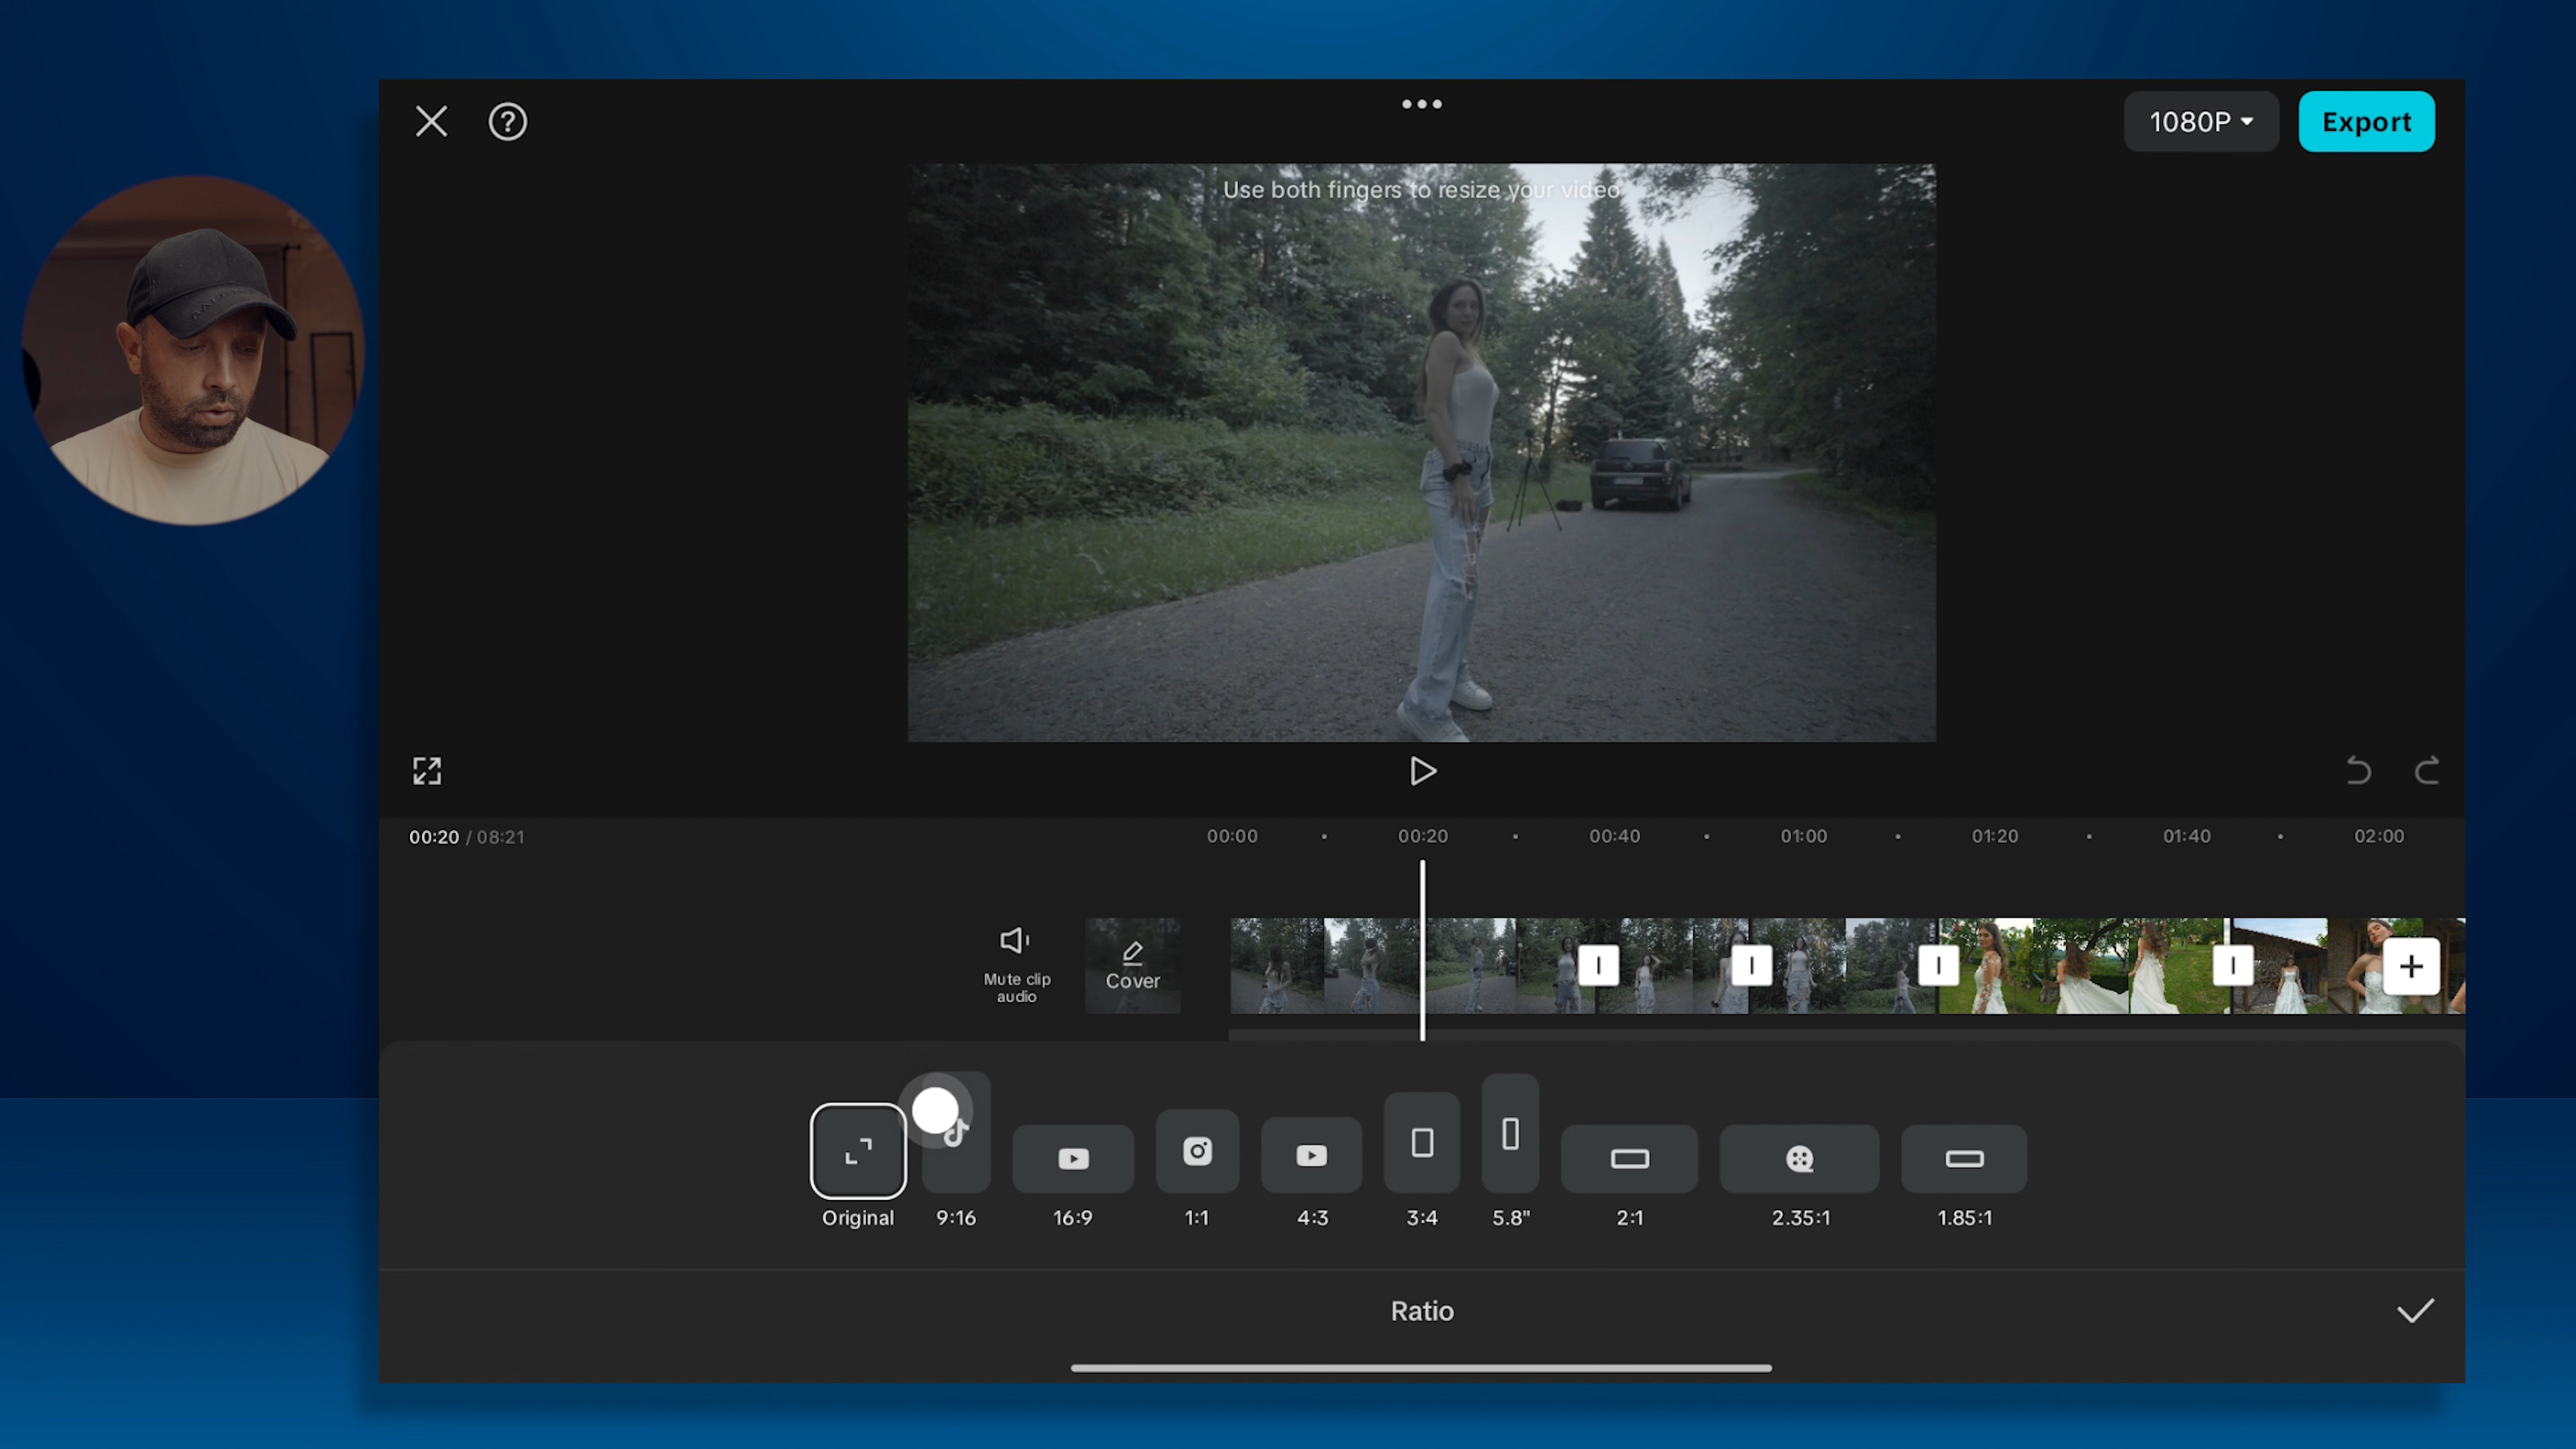 1080P
Export
Use both fingers to resize your video
00:20 / 08:21
00:00
00:20
00:40
01:00
01:20
01:40
02:00
Mute clip
audio
Cover
Original
9:16
16:9
1:1
4:3
3:4
5.8"
2:1
2.35:1
1.85:1
Ratio